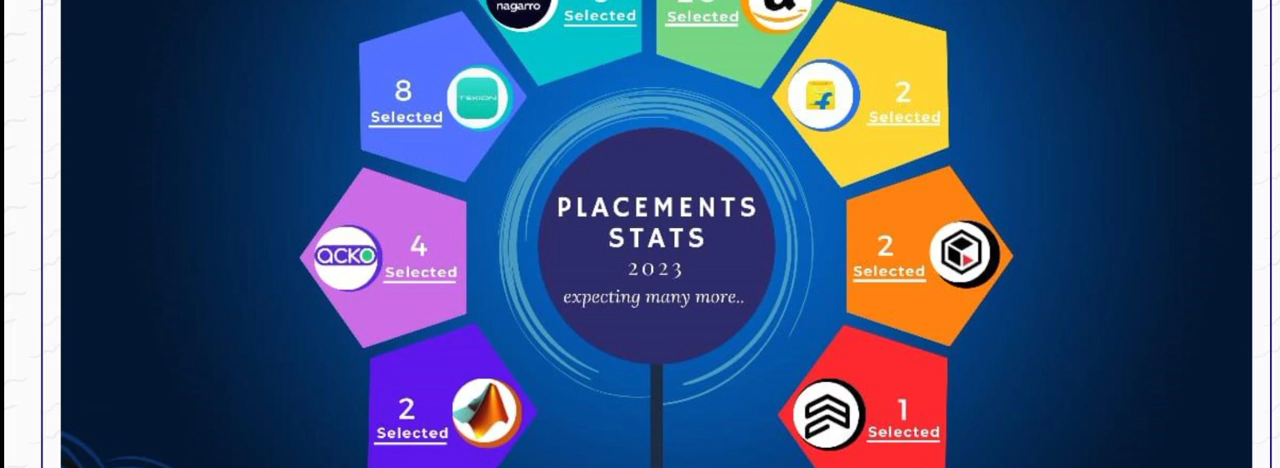 nagarro
Selected
Selected
8
Selected
TEKION
2
Selected
PLACEMENTS
STATS
2023
expecting many more..
ACKO
4
Selected
2
Selected
2
Selected
1
Selected